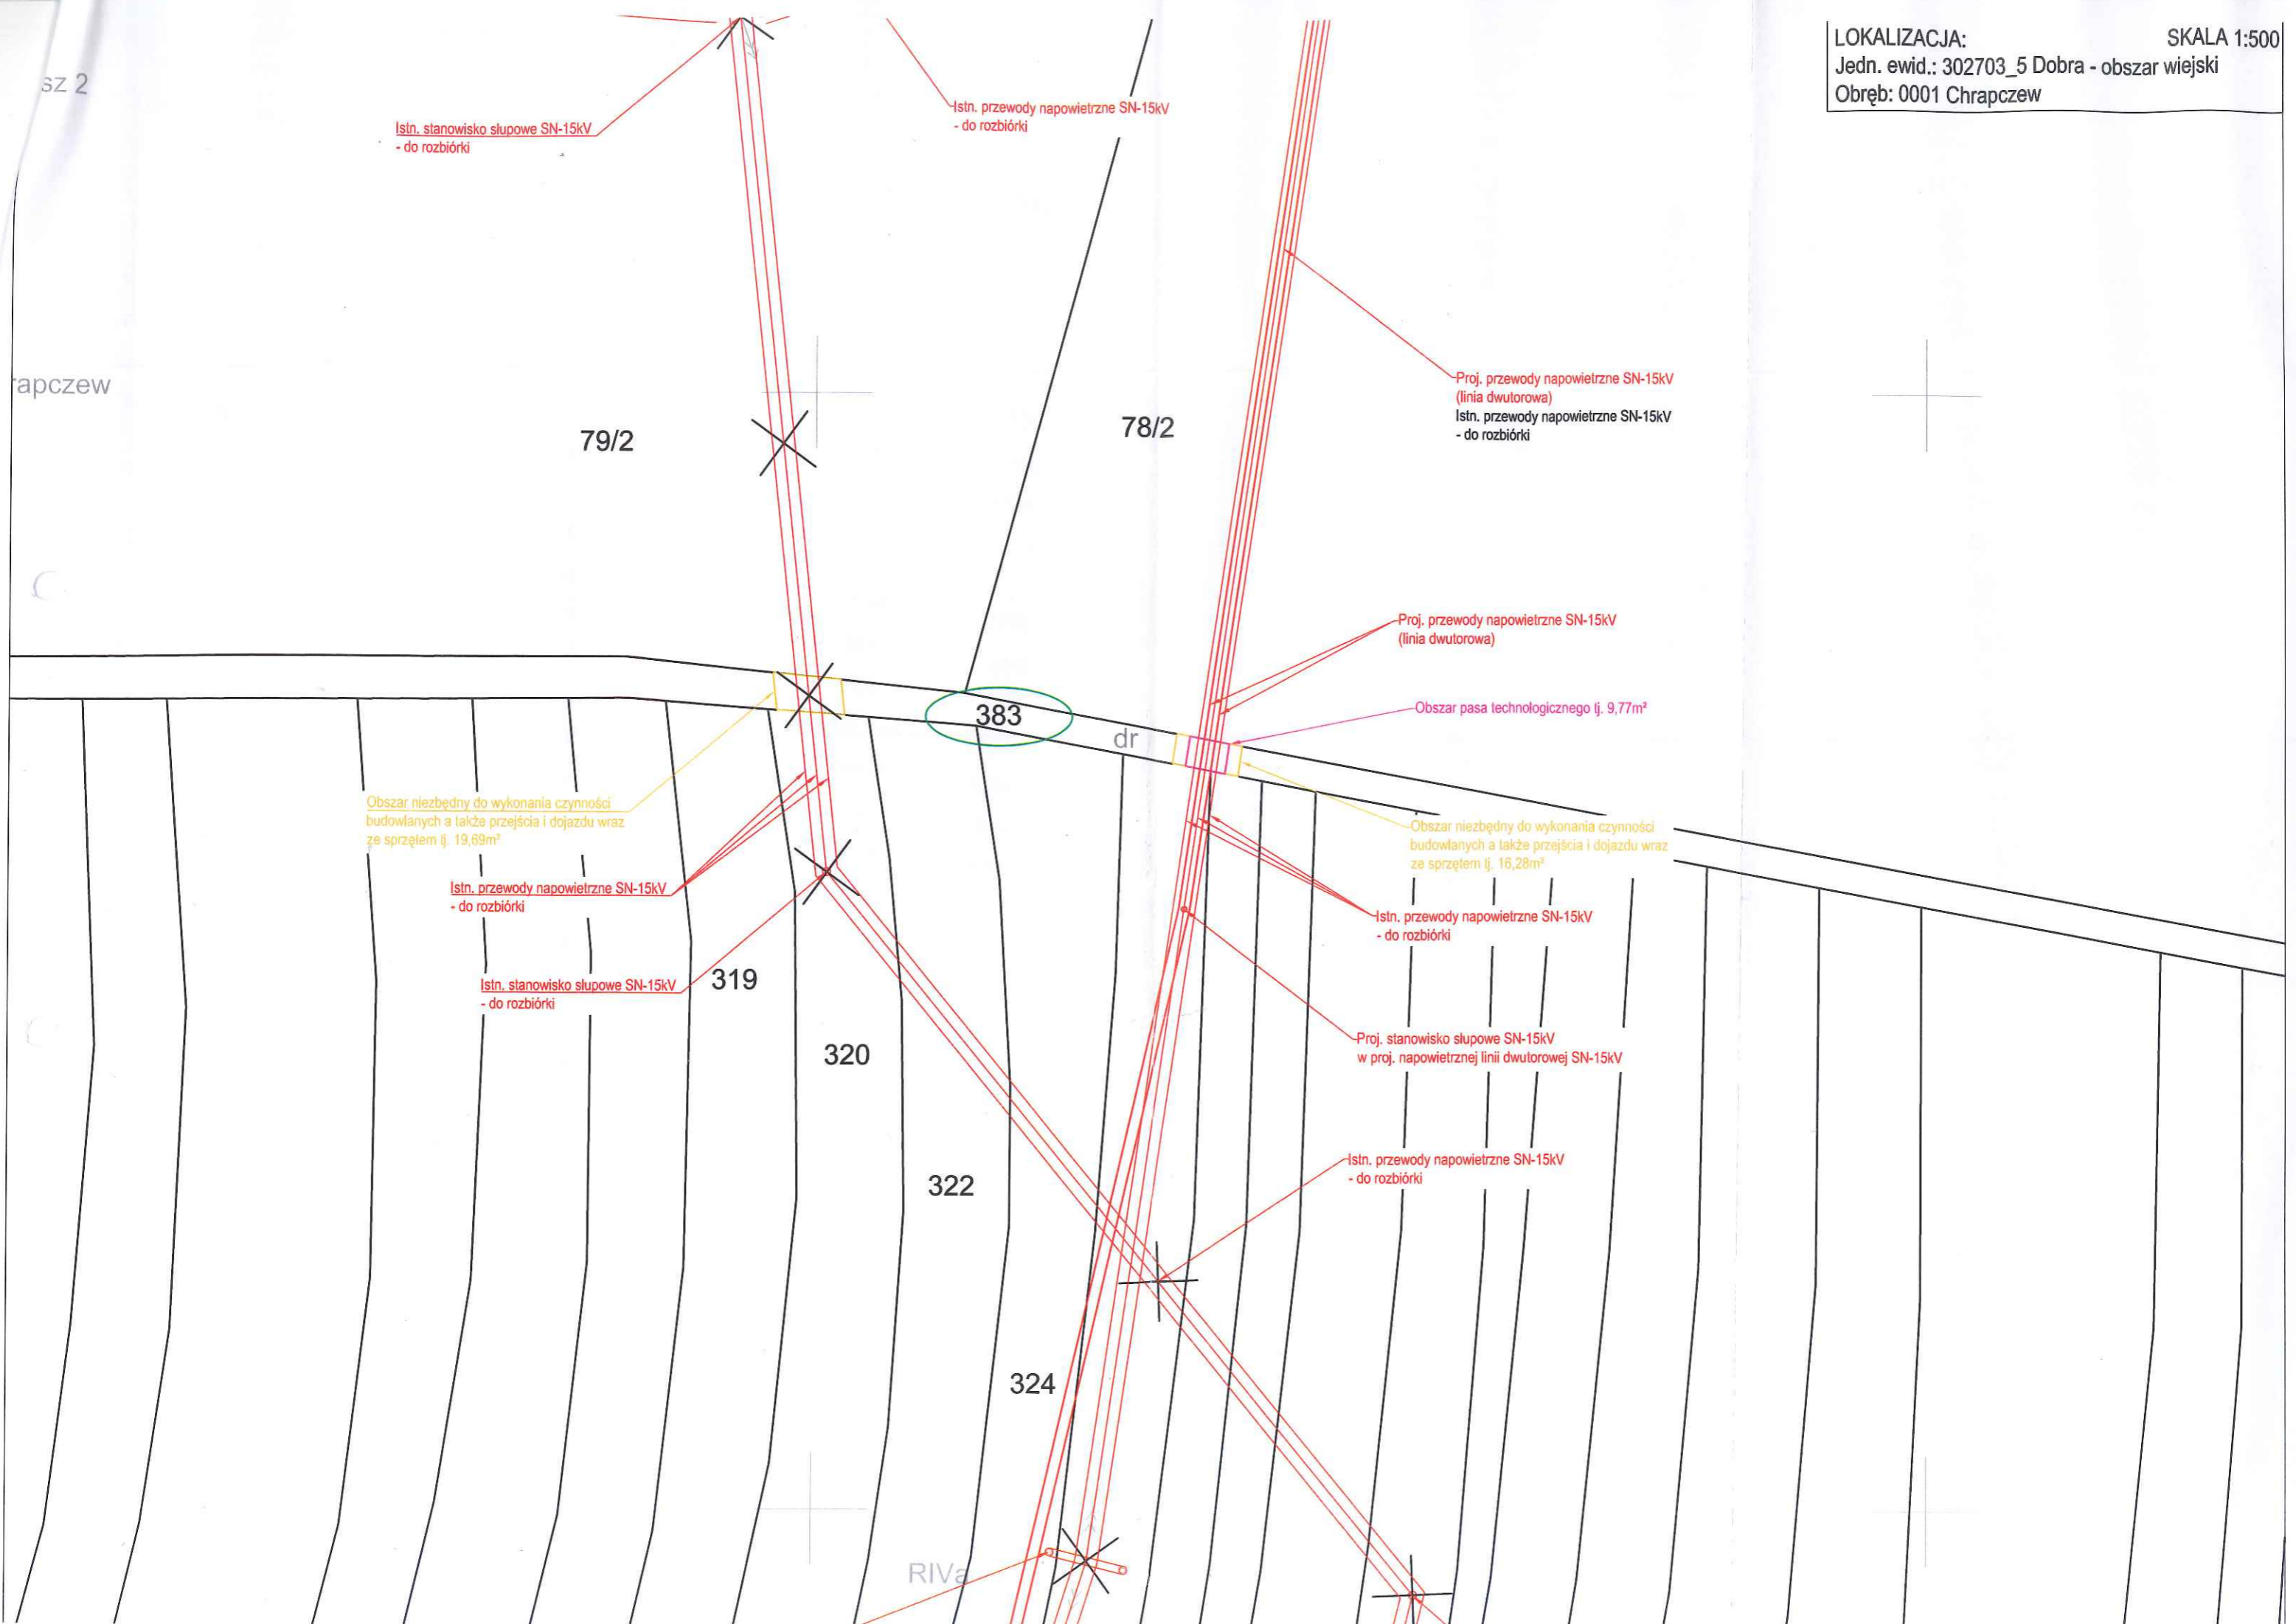 LOKALIZACJA: SKALA 1:500
Jedn. ewid.: 302703_5 Dobra - obszar wiejski
Obręb: 0001 Chrapczew
sz 2
Istn. stanowisko słupowe SN-15kV
- do rozbiórki
Istn. przewody napowietrzne SN-15kV
- do rozbiórki
rapczew
Proj. przewody napowietrzne SN-15kV
(linia dwutorowa)
Istn. przewody napowietrzne SN-15kV
- do rozbiórki
79/2
78/2
Proj. przewody napowietrzne SN-15kV
(linia dwutorowa)
383
dr
Obszar pasa technologicznego tj. 9,77m²
Obszar niezbędny do wykonania czynności
budowlanych a także przejścia i dojazdu wraz
ze sprzętem tj. 19,69m²
Obszar niezbędny do wykonania czynności
budowlanych a także przejścia i dojazdu wraz
ze sprzętem tj. 16,28m²
Istn. przewody napowietrzne SN-15kV
- do rozbiórki
Istn. przewody napowietrzne SN-15kV
- do rozbiórki
Istn. stanowisko słupowe SN-15kV
- do rozbiórki
319
320
Proj. stanowisko słupowe SN-15kV
w proj. napowietrznej linii dwutorowej SN-15kV
Istn. przewody napowietrzne SN-15kV
- do rozbiórki
322
324
RIVa